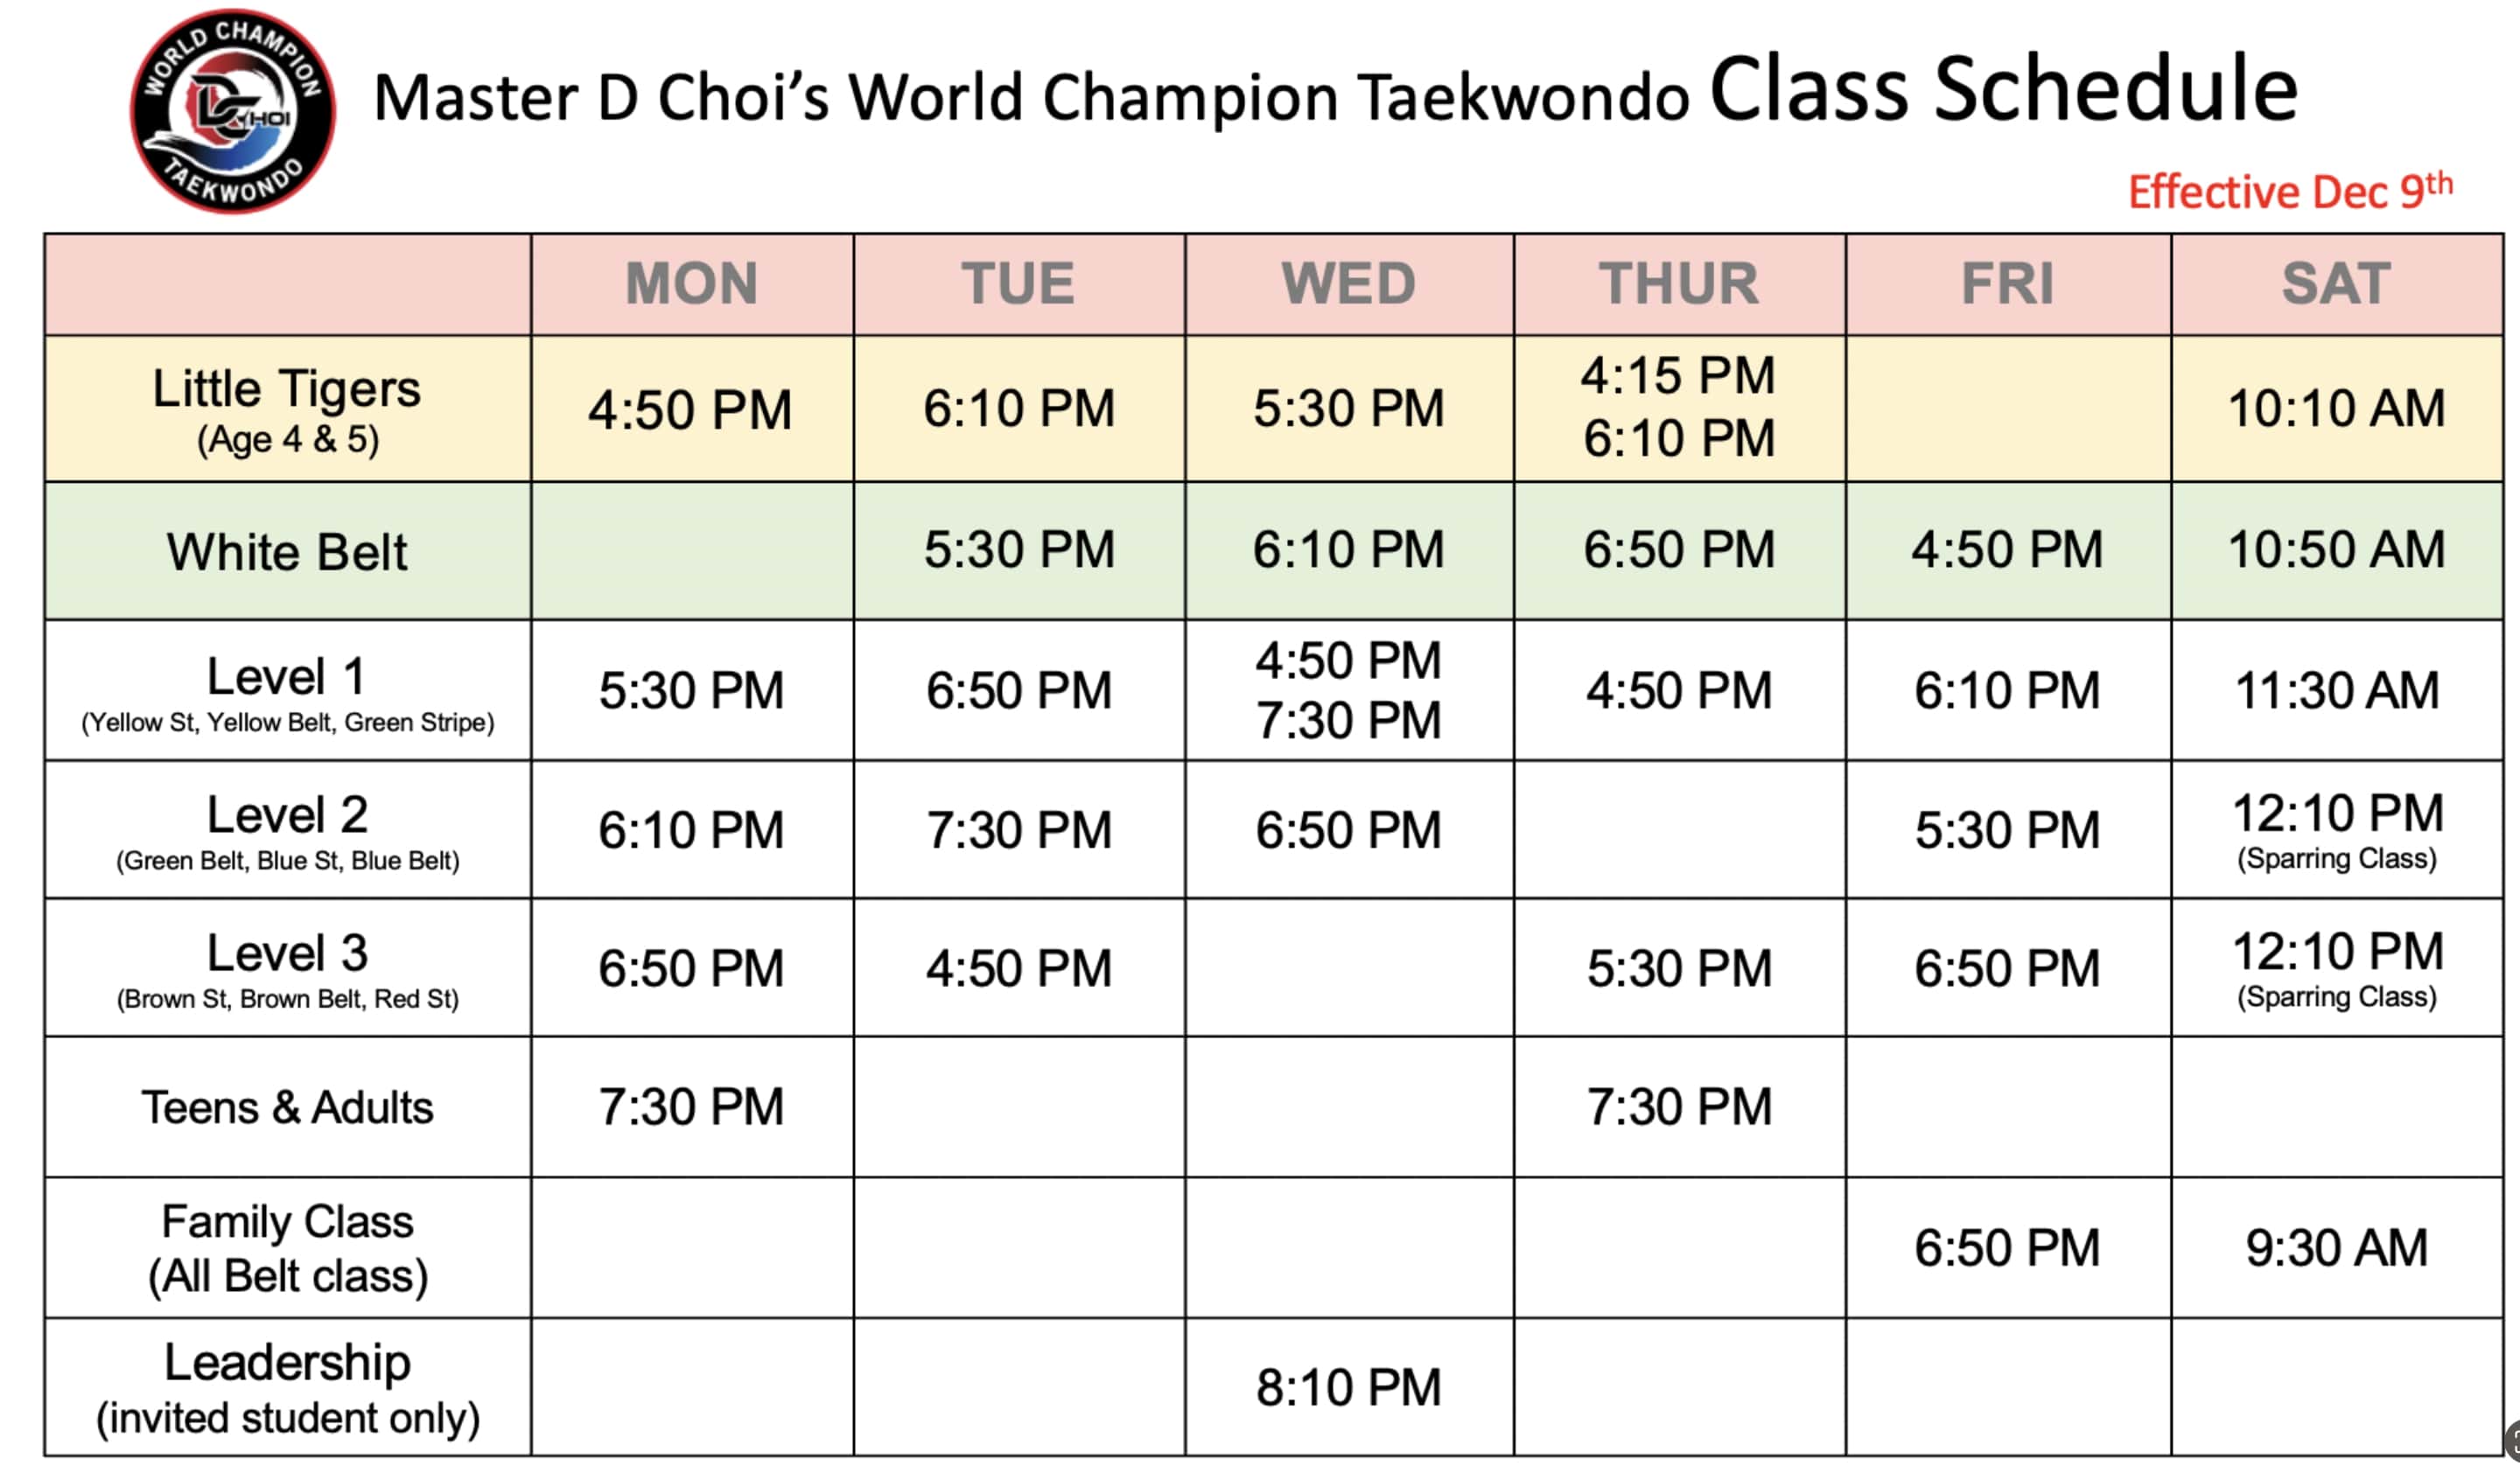 WORLD CHAMPION
DC CHOI
TAEKWONDO
Master D Choi’s World Champion Taekwondo Class Schedule
Effective Dec 9th
MON TUE WED THUR FRI SAT
Little Tigers
(Age 4 & 5)
4:50 PM
6:10 PM
5:30 PM
4:15 PM
6:10 PM
10:10 AM
White Belt
5:30 PM
6:10 PM
6:50 PM
4:50 PM
10:50 AM
Level 1
(Yellow St, Yellow Belt, Green Stripe)
5:30 PM
6:50 PM
4:50 PM
7:30 PM
4:50 PM
6:10 PM
11:30 AM
Level 2
(Green Belt, Blue St, Blue Belt)
6:10 PM
7:30 PM
6:50 PM
5:30 PM
12:10 PM
(Sparring Class)
Level 3
(Brown St, Brown Belt, Red St)
6:50 PM
4:50 PM
5:30 PM
6:50 PM
12:10 PM
(Sparring Class)
Teens & Adults
7:30 PM
7:30 PM
Family Class
(All Belt class)
6:50 PM
9:30 AM
Leadership
(invited student only)
8:10 PM